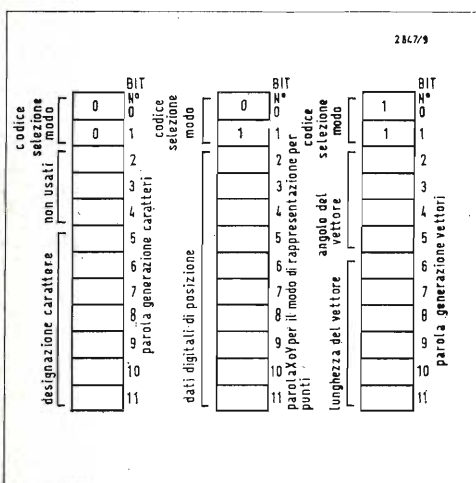 2847/9
codice
selezione
modo
non usati
designazione carattere
0
0
BIT
N°
0
1
2
3
4
5
6
7
8
9
10
11
parola generazione caratteri
codice
selezione
modo
dati digitali di posizione
0
1
BIT
N°
0
1
2
3
4
5
6
7
8
9
10
11
parola X o Y per il modo di rappresentazione per
punti
codice
selezione
modo
angolo del
vettore
lunghezza del vettore
1
1
BIT
N°
0
1
2
3
4
5
6
7
8
9
10
11
parola generazione vettori